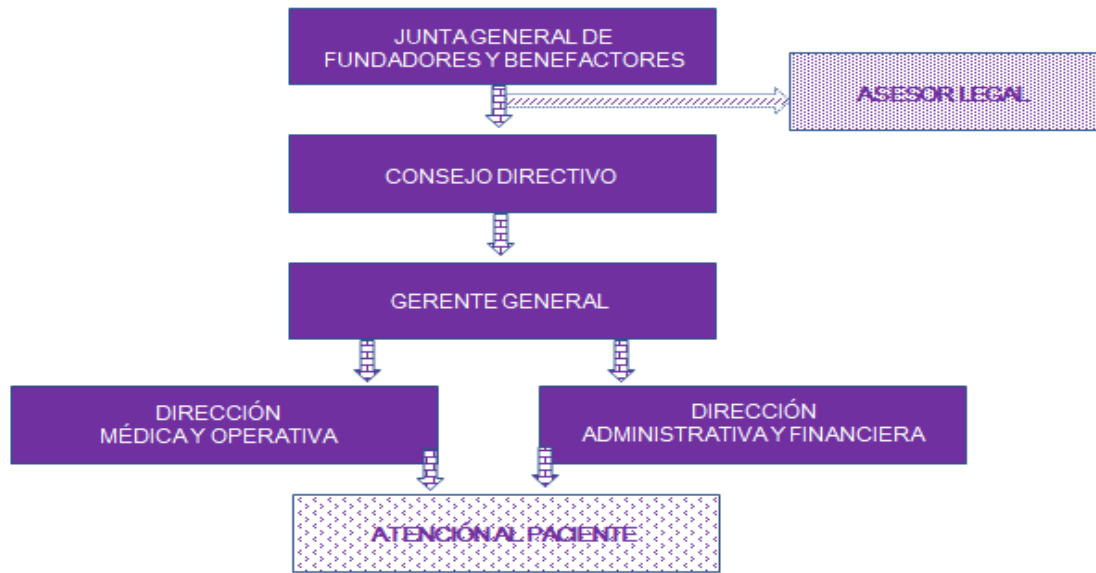 JUNTA GENERAL DE
FUNDADORES Y BENEFACTORES
ASESOR LEGAL
CONSEJO DIRECTIVO
GERENTE GENERAL
DIRECCIÓN
MÉDICA Y OPERATIVA
DIRECCIÓN
ADMINISTRATIVA Y FINANCIERA
ATENCIÓN AL PACIENTE